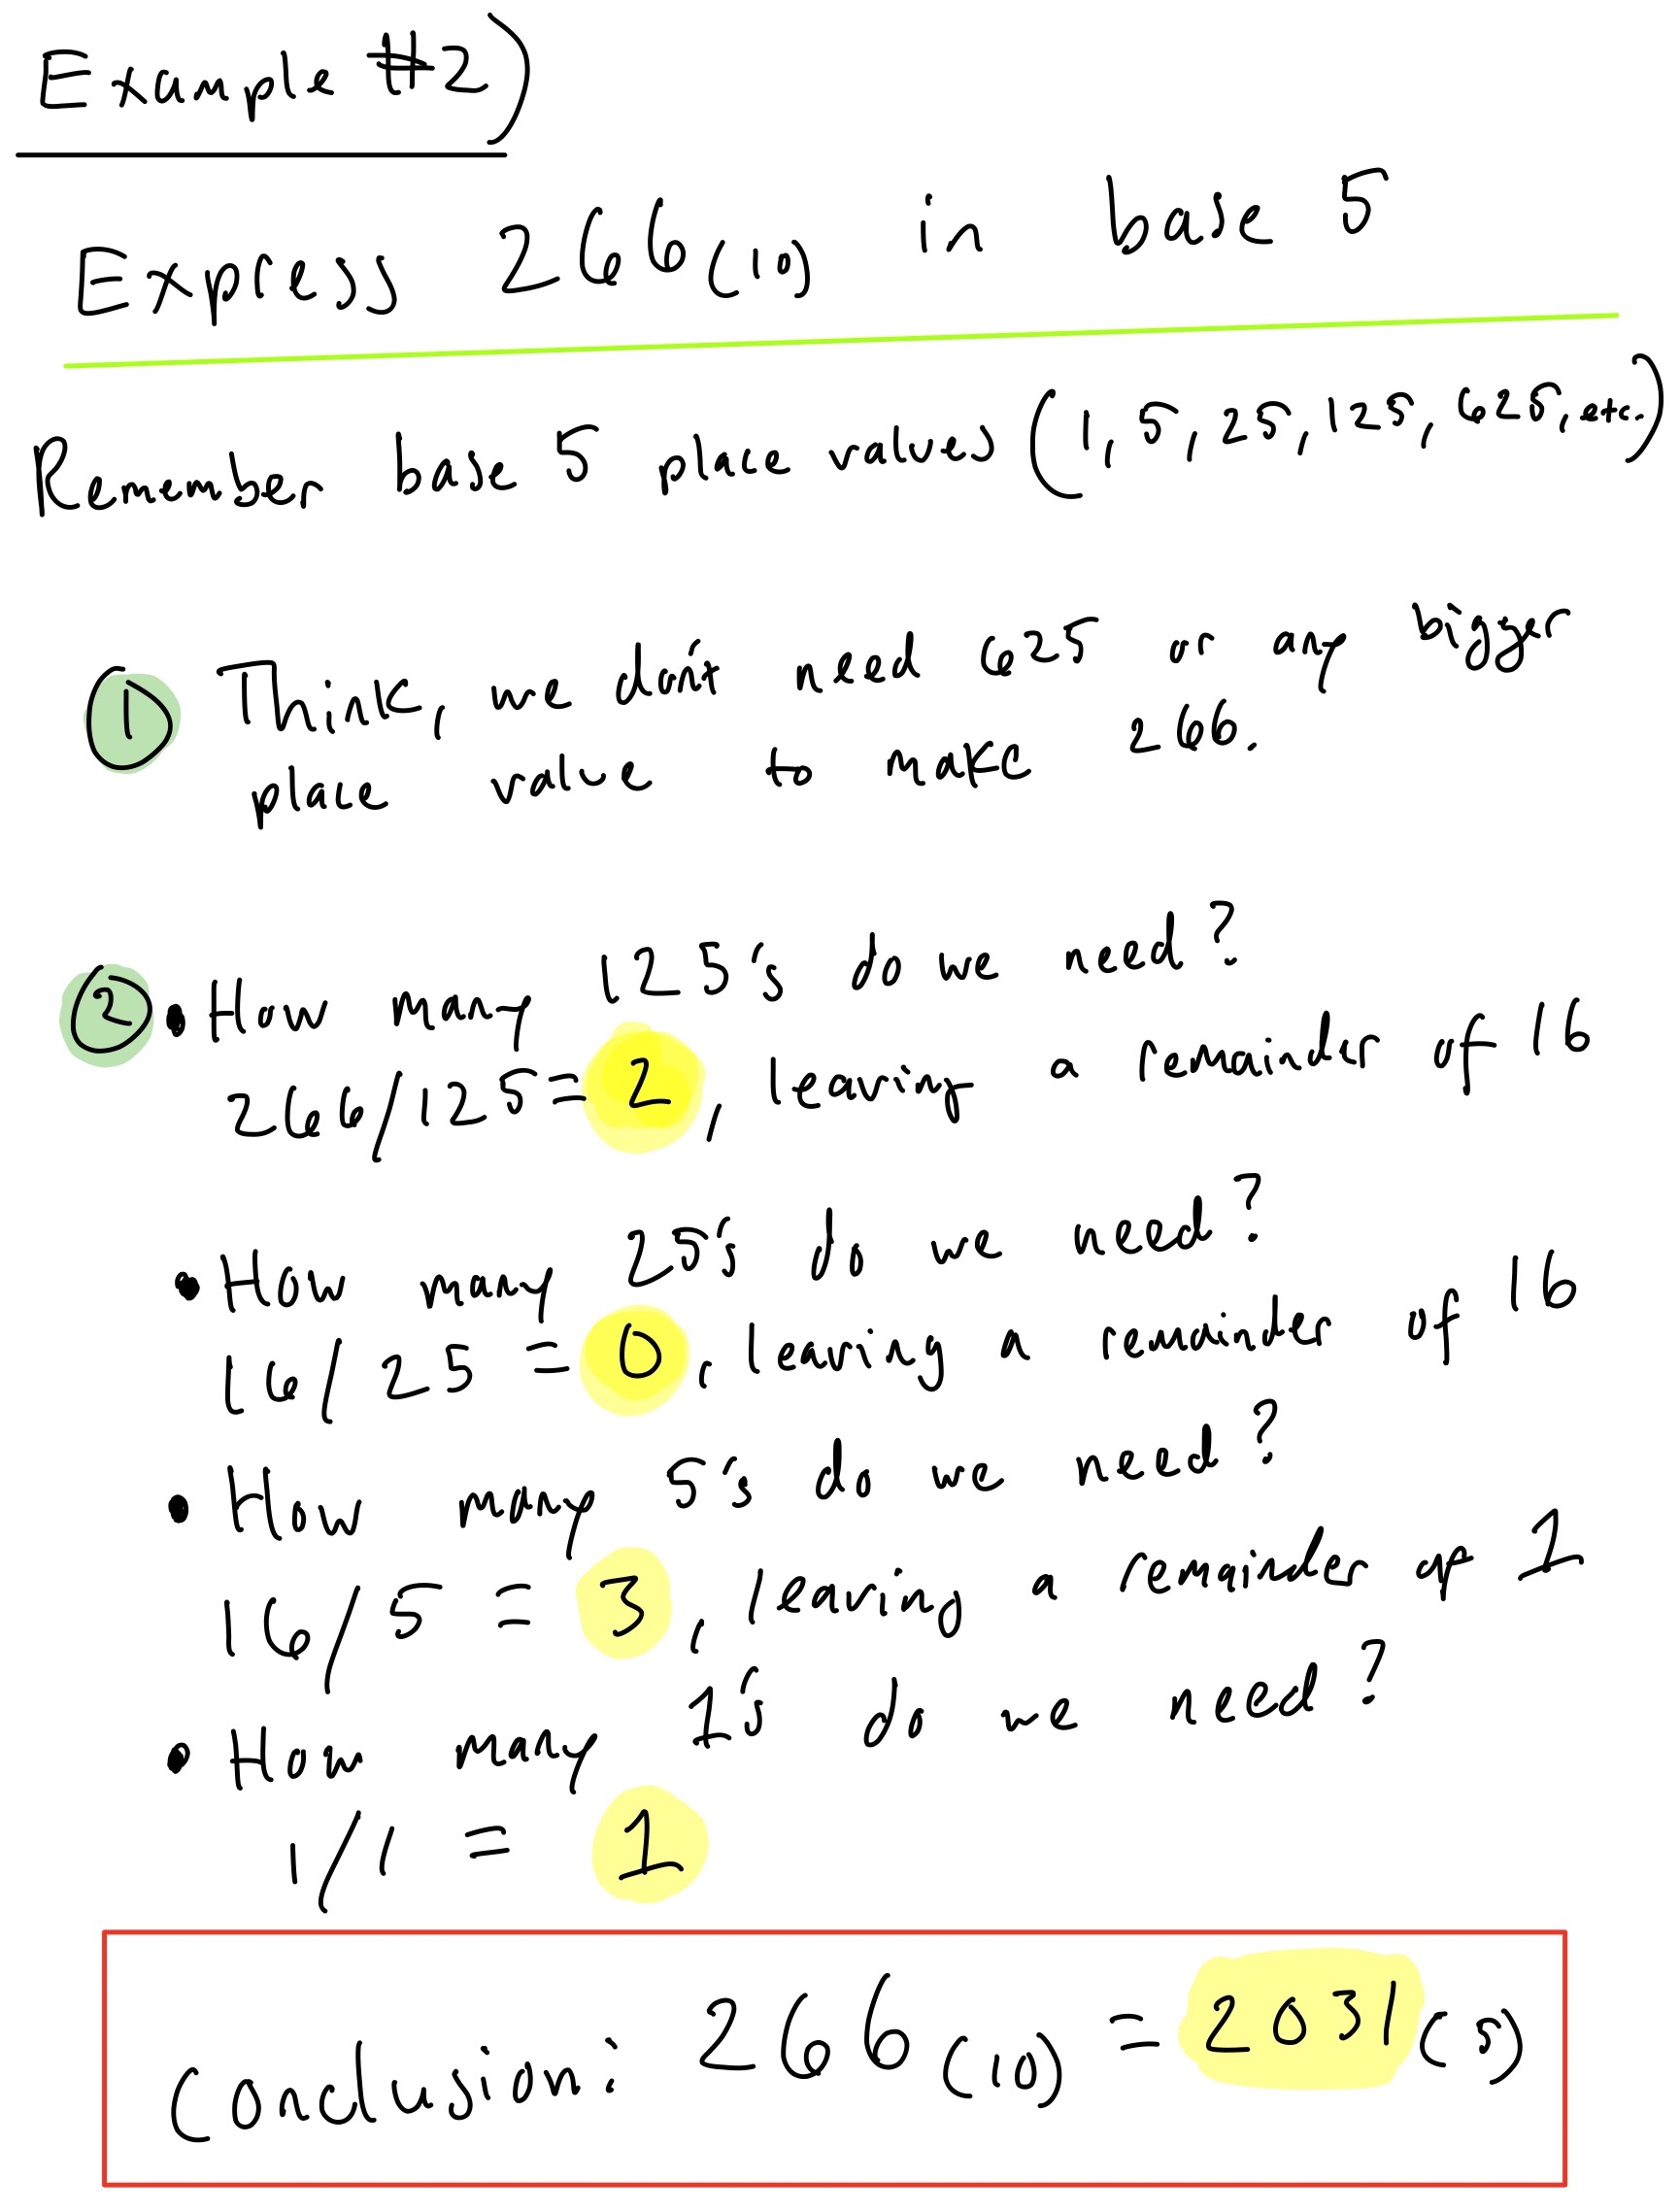 Example #2)
Express 266(10) in base 5
Remember base 5 place values (1, 5, 25, 125, 625, etc.)
① Think, we don't need 625 or any bigger
place value to make 266.
② • How many 125's do we need?
266/125 = 2, leaving a remainder of 16
• How many 25's do we need?
16/25 = 0, leaving a remainder of 16
• How many 5's do we need?
16/5 = 3, leaving a remainder of 1
• How many 1's do we need?
1/1 = 1
Conclusion: 266(10) = 2031(5)